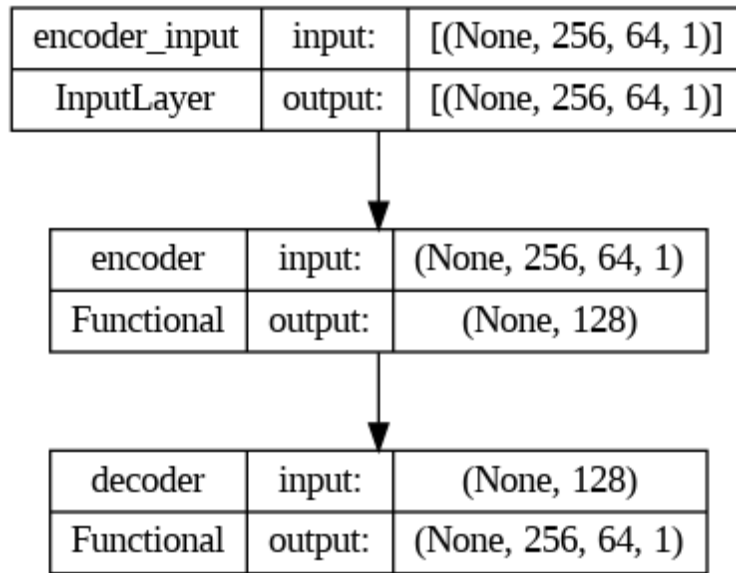 encoder_input input: [(None, 256, 64, 1)]
InputLayer output: [(None, 256, 64, 1)]
encoder input: (None, 256, 64, 1)
Functional output: (None, 128)
decoder input: (None, 128)
Functional output: (None, 256, 64, 1)